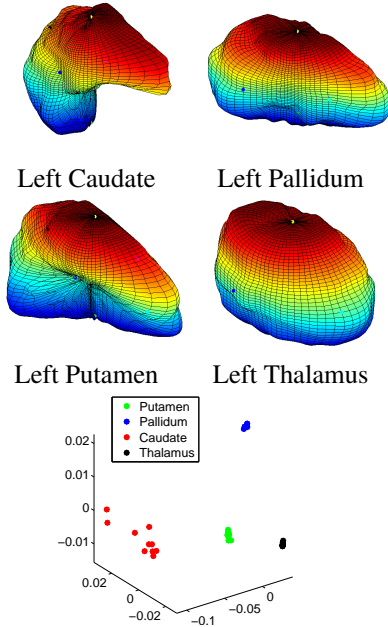 Left Caudate Left Pallidum
Left Putamen Left Thalamus
Putamen
Pallidum
Caudate
Thalamus
0.02
0.01
0
−0.01
0.02
0
−0.02
−0.1
−0.05
0